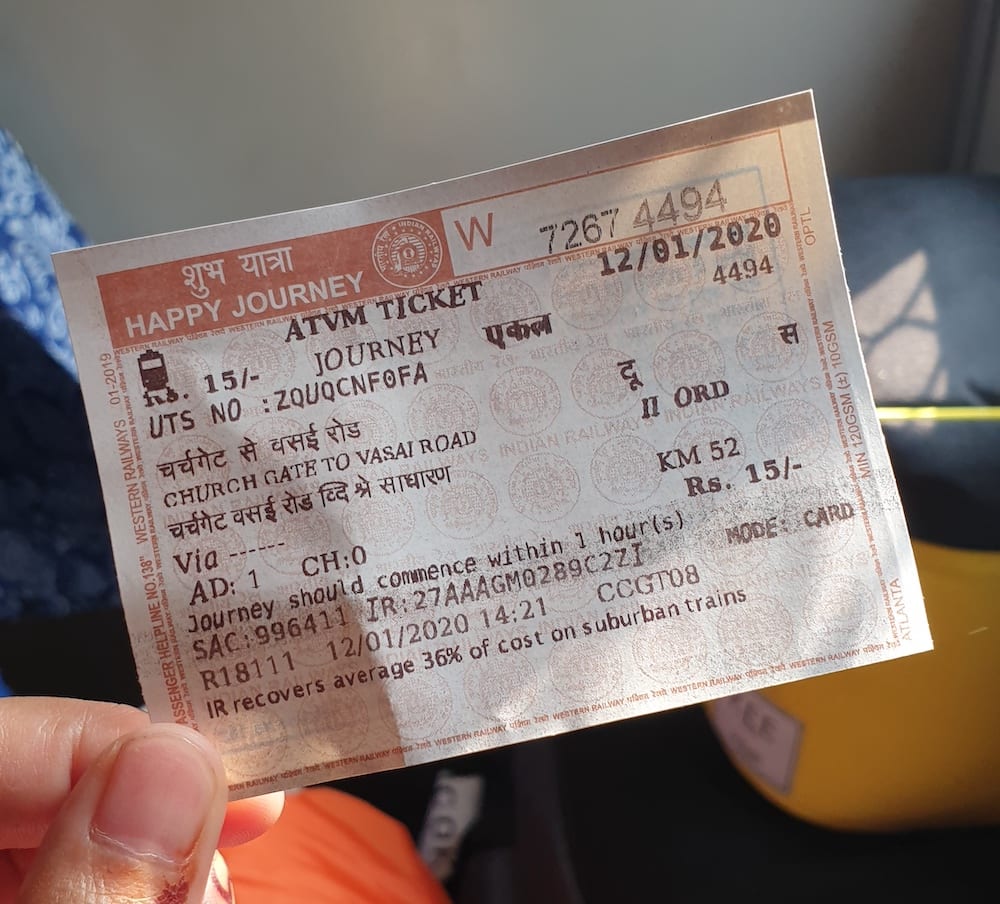 W 7267 4494
शुभ यात्रा
HAPPY JOURNEY
12/01/2020
ATVM TICKET
4494
JOURNEY एकल स
Rs. 15/-
UTS NO :ZQUQCNF0FA दू
II ORD
चर्चगेट से वसई रोड
CHURCH GATE TO VASAI ROAD KM 52
चर्चगेट वसई रोड व्दि श्रे साधारण Rs. 15/-
Via ------
AD: 1 CH:0 MODE: CARD
Journey should commence within 1 hour(s)
SAC:996411 IR:27AAAGM0289C2ZI
R18111 12/01/2020 14:21 CCGT08
IR recovers average 36% of cost on suburban trains
PASSENGER HELPLINE NO.138" WESTERN RAILWAYS 01-2019
OPTL
MIN 120GSM (±) 10GSM
ATLANTA
INDIAN RAILWAYS
WESTERN RAILWAY पश्चिम रेलवे